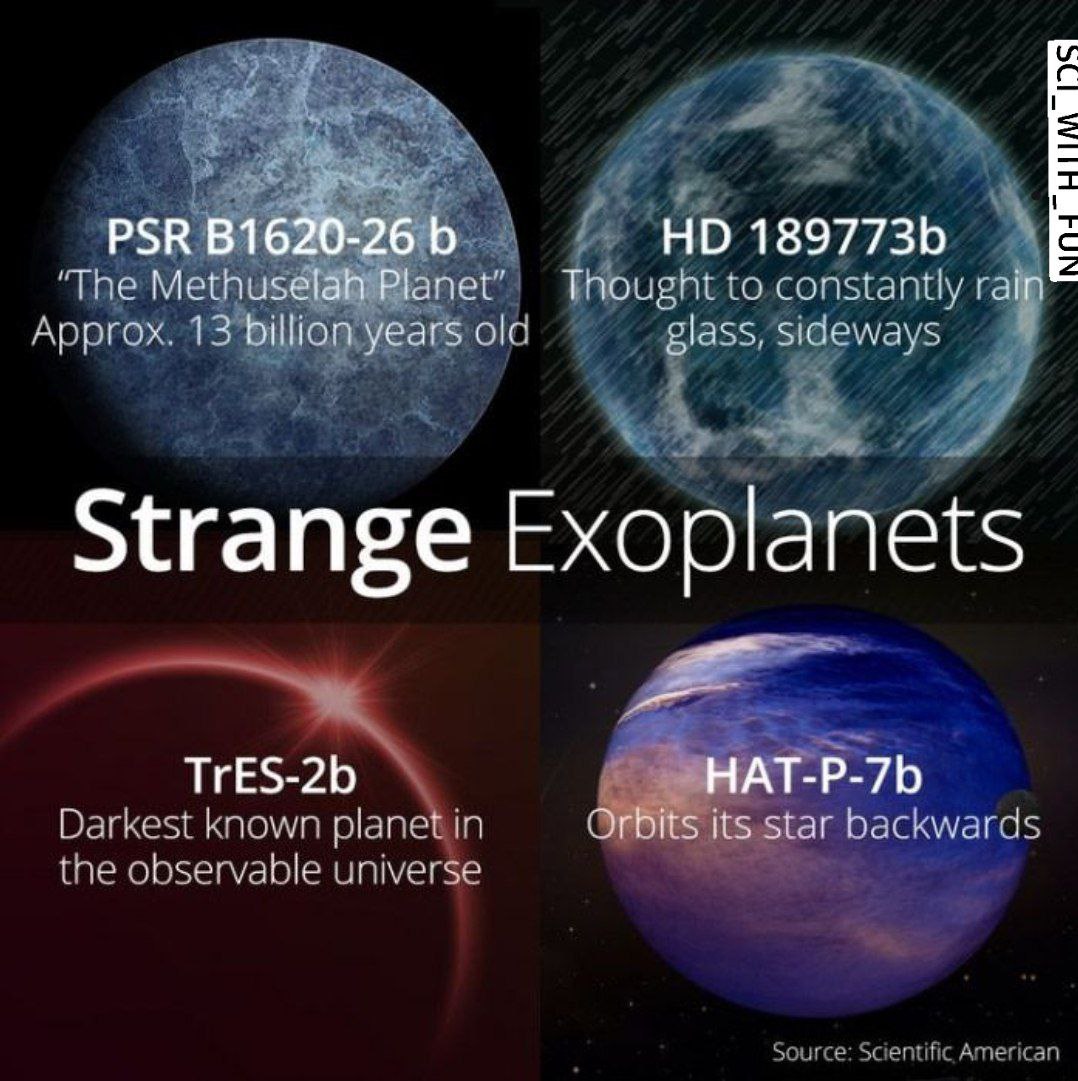 PSR B1620-26 b
“The Methuselah Planet”
Approx. 13 billion years old
HD 189773b
Thought to constantly rain
glass, sideways
SCI_WITH_FUN
Strange Exoplanets
TrES-2b
Darkest known planet in
the observable universe
HAT-P-7b
Orbits its star backwards
Source: Scientific American